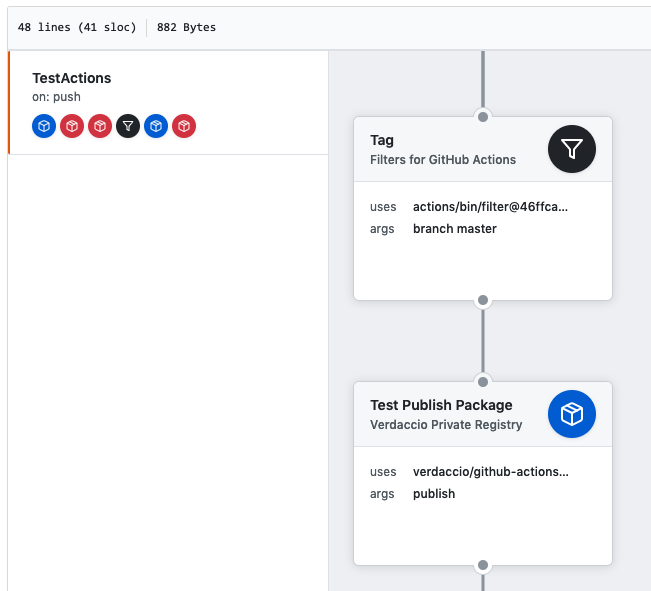 48 lines (41 sloc) 882 Bytes
TestActions
on: push
Tag
Filters for GitHub Actions
uses actions/bin/filter@46ffca...
args branch master
Test Publish Package
Verdaccio Private Registry
uses verdaccio/github-actions...
args publish